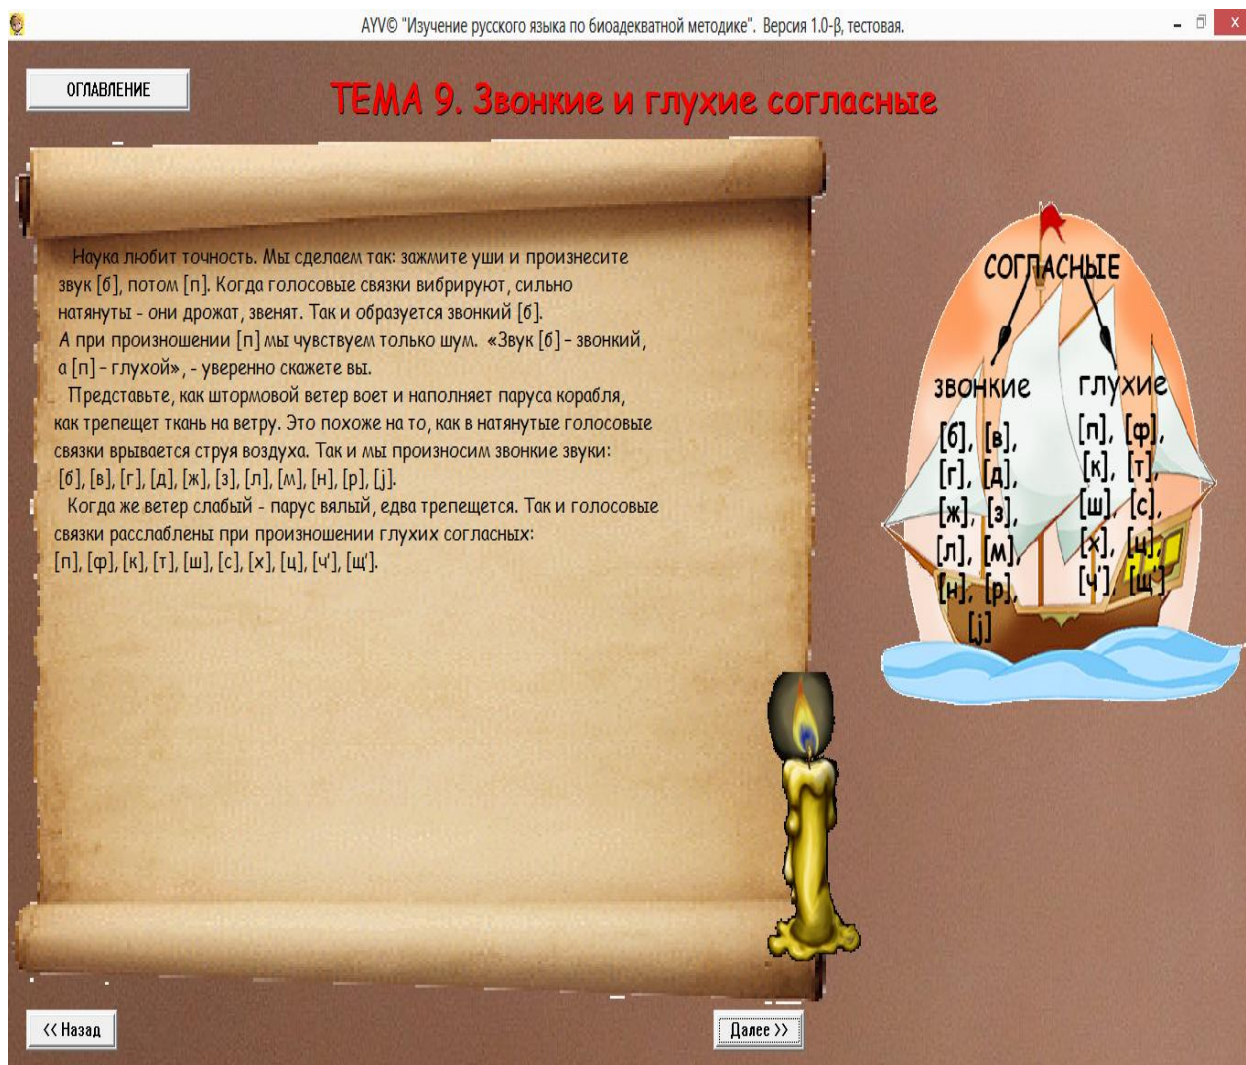 AYV© "Изучение русского языка по биоадекватной методике". Версия 1.0-β, тестовая.
ОГЛАВЛЕНИЕ
ТЕМА 9. Звонкие и глухие согласные
Наука любит точность. Мы сделаем так: зажмите уши и произнесите
звук [б], потом [п]. Когда голосовые связки вибрируют, сильно
натянуты - они дрожат, звенят. Так и образуется звонкий [б].
А при произношении [п] мы чувствуем только шум. «Звук [б] – звонкий,
а [п] – глухой», - уверенно скажете вы.
Представьте, как штормовой ветер воет и наполняет паруса корабля,
как трепещет ткань на ветру. Это похоже на то, как в натянутые голосовые
связки врывается струя воздуха. Так и мы произносим звонкие звуки:
[б], [в], [г], [д], [ж], [з], [л], [м], [н], [р], [j].
Когда же ветер слабый - парус вялый, едва трепещется. Так и голосовые
связки расслаблены при произношении глухих согласных:
[п], [ф], [к], [т], [ш], [с], [х], [ц], [ч'], [щ'].
СОГЛАСНЫЕ
звонкие
[б], [в],
[г], [д],
[ж], [з],
[л], [м],
[н], [р],
[j]
глухие
[п], [ф],
[к], [т],
[ш], [с],
[х], [ц],
[ч'], [щ']
<< Назад
Далее >>